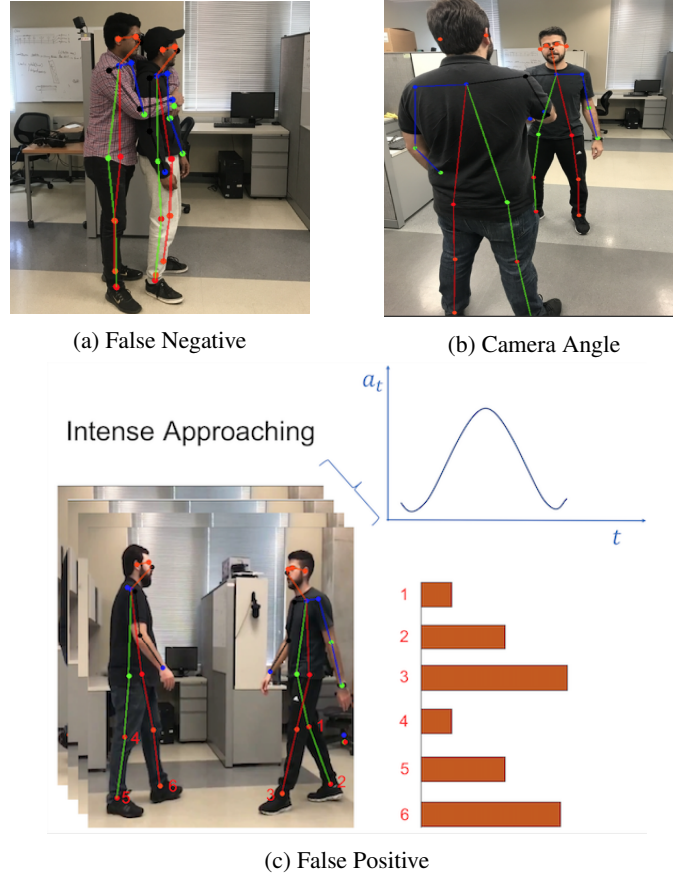 (a) False Negative
(b) Camera Angle
Intense Approaching
a_t
t
1
2
3
4
5
6
1
4
2
3
5
6
(c) False Positive